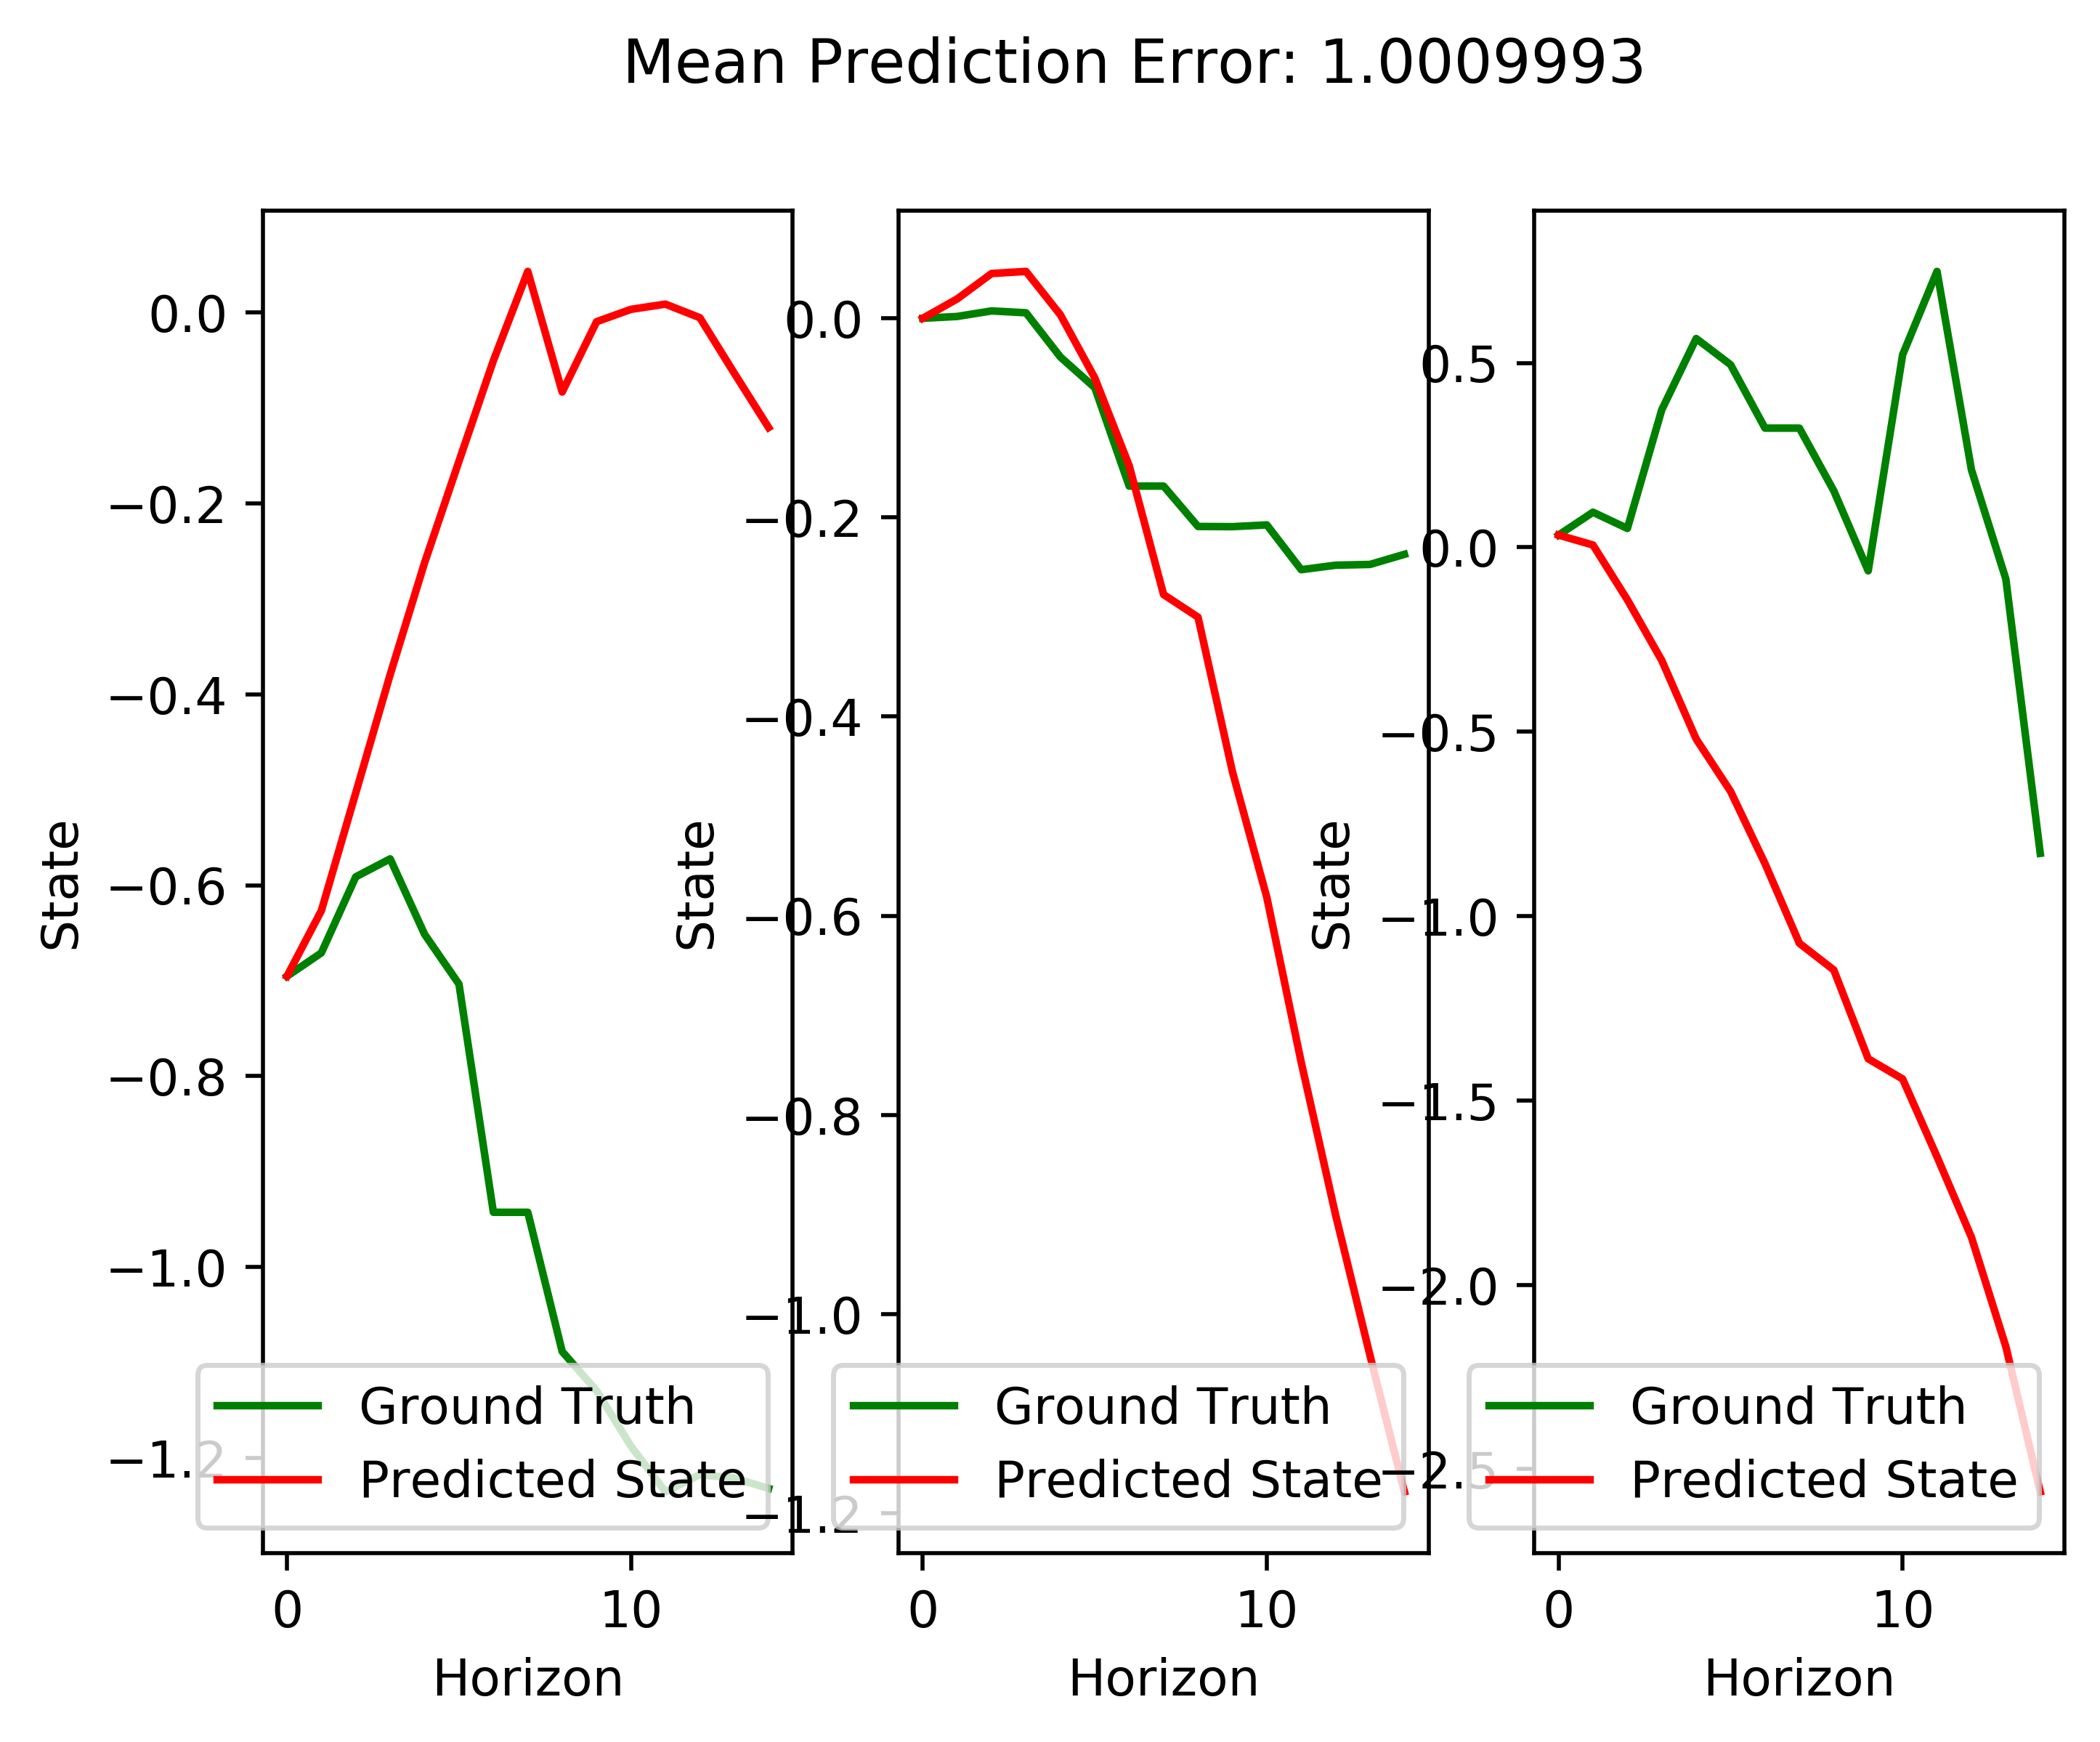 Mean Prediction Error: 1.0009993
State
0.0
−0.2
−0.4
−0.6
−0.8
−1.0
−1.2
Ground Truth
Predicted State
0 10
Horizon
State
0.0
−0.2
−0.4
−0.6
−0.8
−1.0
−1.2
Ground Truth
Predicted State
0 10
Horizon
State
0.5
0.0
−0.5
−1.0
−1.5
−2.0
−2.5
Ground Truth
Predicted State
0 10
Horizon